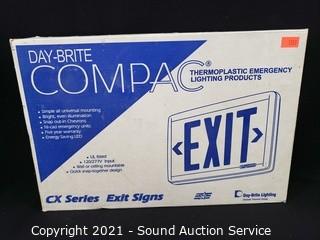 DAY-BRITE
COMPAC®
THERMOPLASTIC EMERGENCY
LIGHTING PRODUCTS
• Simple all universal mounting
• Bright, even illumination
• Snap out-in Chevrons
• Ni-cad emergency units
• Five year warranty
• Energy Saving LED
• UL listed
• 120/277V Input
• Wall or ceiling mountable
• Quick snap-together design
EXIT
CX Series Exit Signs
Day-Brite Lighting
Copyright 2021 - Sound Auction Service